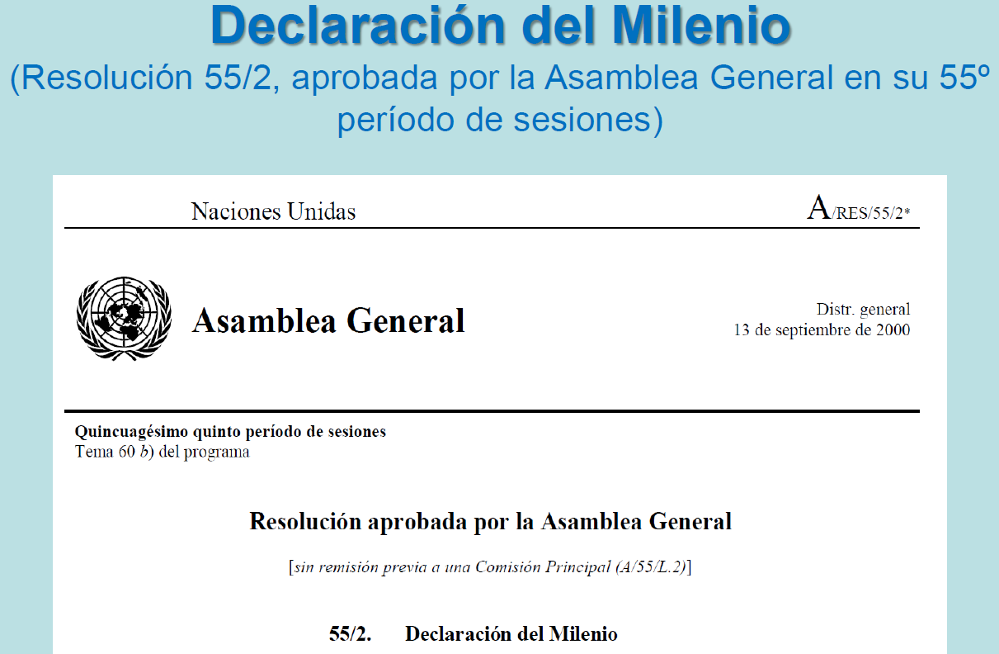 Declaración del Milenio
(Resolución 55/2, aprobada por la Asamblea General en su 55º
período de sesiones)
Naciones Unidas A/RES/55/2*
Asamblea General
Distr. general
13 de septiembre de 2000
Quincuagésimo quinto período de sesiones
Tema 60 b) del programa
Resolución aprobada por la Asamblea General
[sin remisión previa a una Comisión Principal (A/55/L.2)]
55/2. Declaración del Milenio